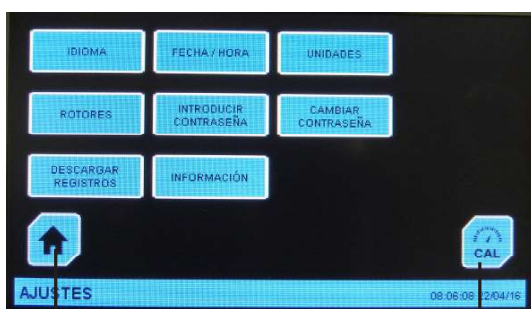 IDIOMA
FECHA / HORA
UNIDADES
ROTORES
INTRODUCIR
CONTRASEÑA
CAMBIAR
CONTRASEÑA
DESCARGAR
REGISTROS
INFORMACIÓN
CAL
AJUSTES
08:06:08 22/04/16